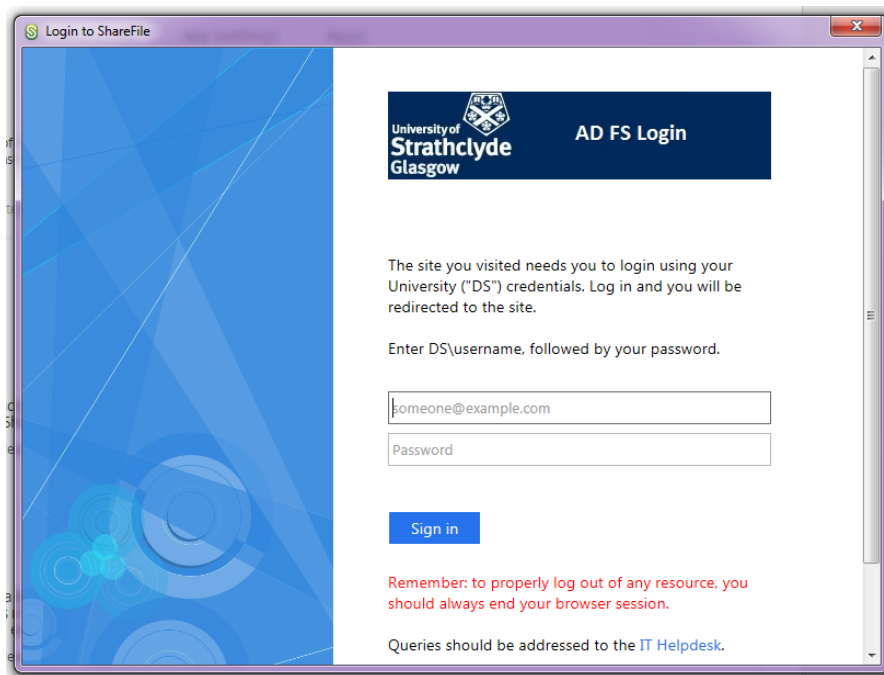 Login to ShareFile
My Settings Apps
University of
Strathclyde
Glasgow
AD FS Login
The site you visited needs you to login using your
University ("DS") credentials. Log in and you will be
redirected to the site.
Enter DS\username, followed by your password.
someone@example.com
Password
Sign in
Remember: to properly log out of any resource, you
should always end your browser session.
Queries should be addressed to the IT Helpdesk.